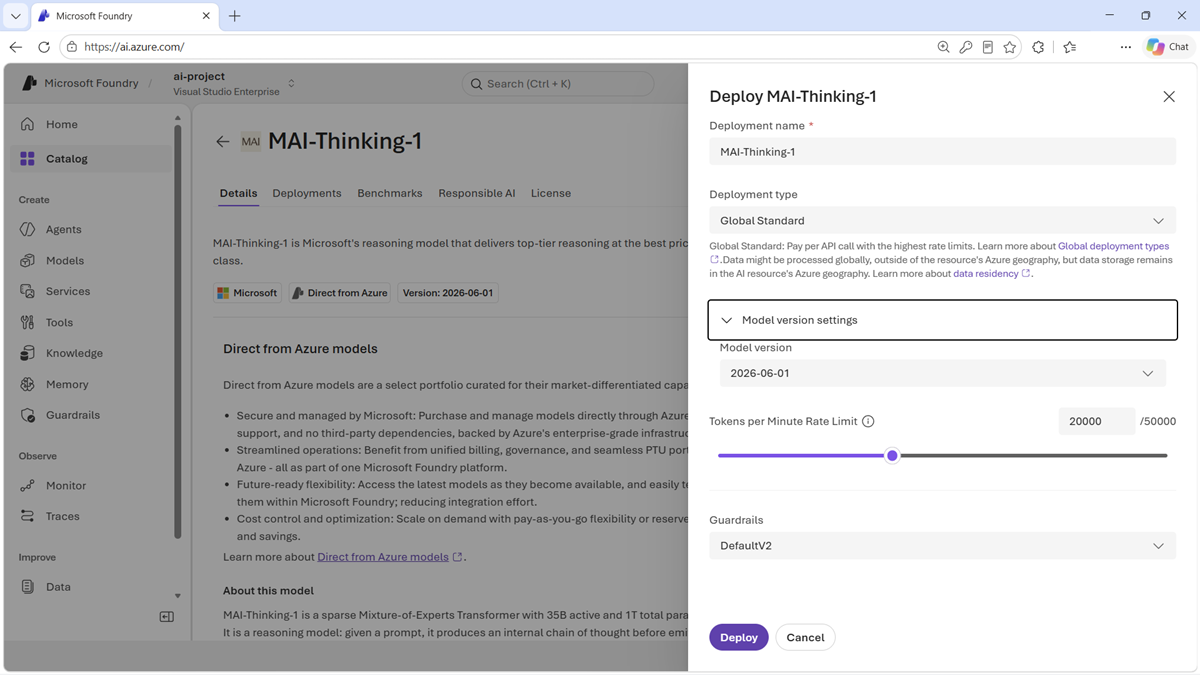 Microsoft Foundry
https://ai.azure.com/
Chat
Microsoft Foundry /
ai-project
Visual Studio Enterprise
Search (Ctrl + K)
Home
Catalog
Create
Agents
Models
Services
Tools
Knowledge
Memory
Guardrails
Observe
Monitor
Traces
Improve
Data
MAI MAI-Thinking-1
Details Deployments Benchmarks Responsible AI License
MAI-Thinking-1 is Microsoft's reasoning model that delivers top-tier reasoning at the best pric
class.
Microsoft Direct from Azure Version: 2026-06-01
Direct from Azure models
Direct from Azure models are a select portfolio curated for their market-differentiated capa
• Secure and managed by Microsoft: Purchase and manage models directly through Azure
support, and no third-party dependencies, backed by Azure's enterprise-grade infrastruc
• Streamlined operations: Benefit from unified billing, governance, and seamless PTU port
Azure - all as part of one Microsoft Foundry platform.
• Future-ready flexibility: Access the latest models as they become available, and easily te
them within Microsoft Foundry; reducing integration effort.
• Cost control and optimization: Scale on demand with pay-as-you-go flexibility or reserve
and savings.
Learn more about Direct from Azure models.
About this model
MAI-Thinking-1 is a sparse Mixture-of-Experts Transformer with 35B active and 1T total para
It is a reasoning model: given a prompt, it produces an internal chain of thought before emi
Deploy MAI-Thinking-1
Deployment name *
MAI-Thinking-1
Deployment type
Global Standard
Global Standard: Pay per API call with the highest rate limits. Learn more about Global deployment types
.Data might be processed globally, outside of the resource's Azure geography, but data storage remains
in the AI resource's Azure geography. Learn more about data residency.
Model version settings
Model version
2026-06-01
Tokens per Minute Rate Limit 20000 /50000
Guardrails
DefaultV2
Deploy Cancel